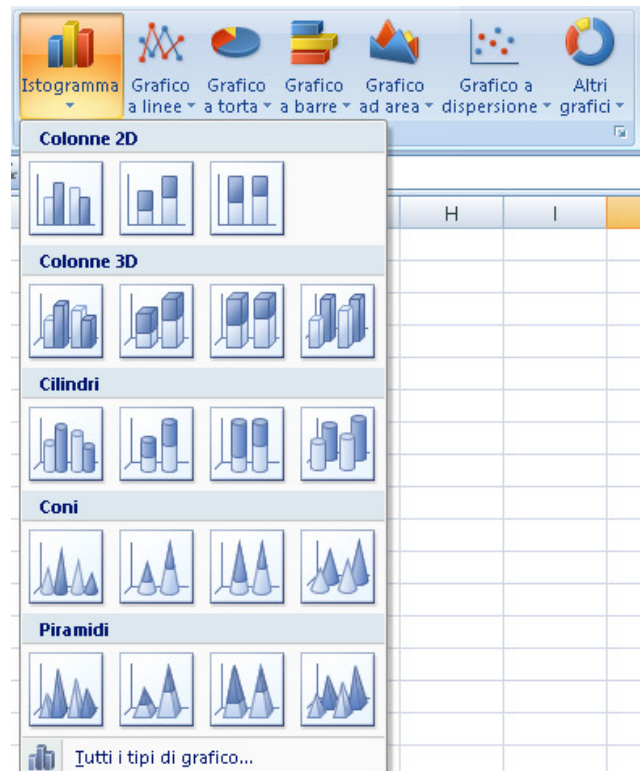 Istogramma
Grafico a linee
Grafico a torta
Grafico a barre
Grafico ad area
Grafico a dispersione
Altri grafici
Colonne 2D
H I
Colonne 3D
Cilindri
Coni
Piramidi
Tutti i tipi di grafico...